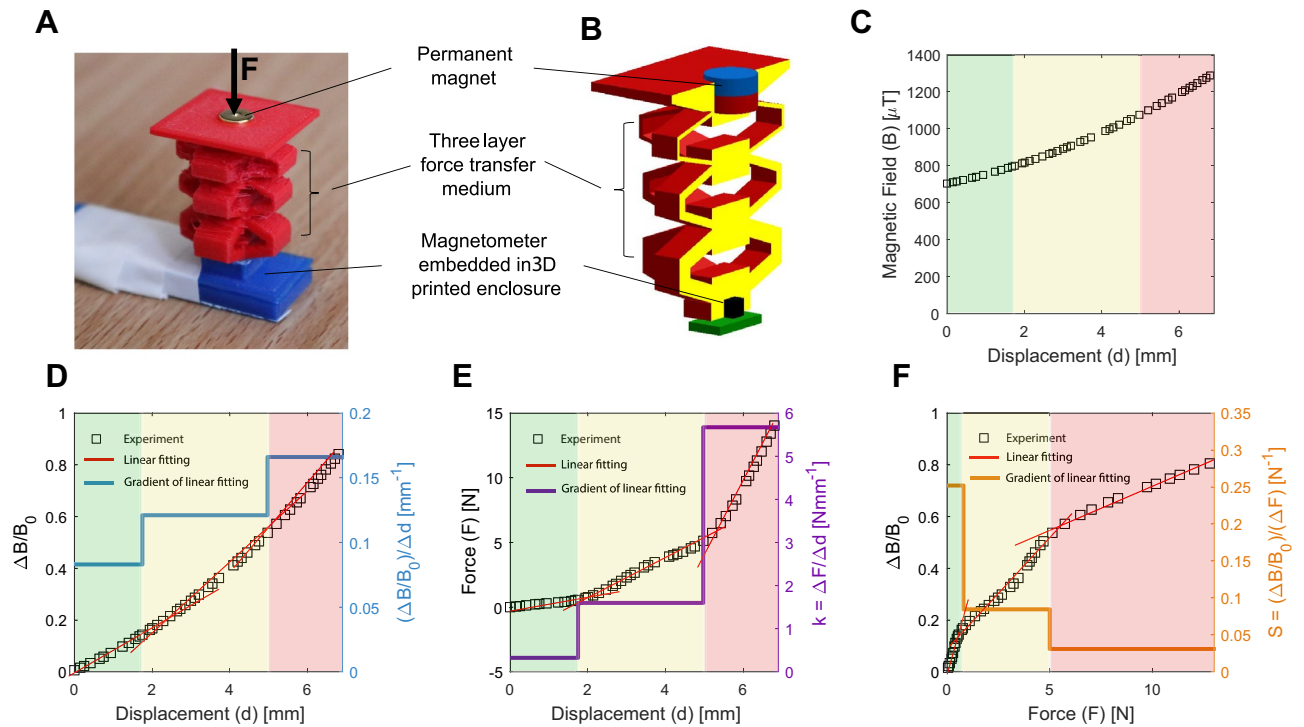 A
F
Permanent
magnet
Three layer
force transfer
medium
Magnetometer
embedded in3D
printed enclosure
B
C
1400
1200
1000
800
600
400
200
0
Magnetic Field (B) [μT]
0 2 4 6
Displacement (d) [mm]
D
1
0.8
0.6
0.4
0.2
0
ΔB/B0
Experiment
Linear fitting
Gradient of linear fitting
0.2
0.15
0.1
0.05
0
(ΔB/B0)/Δd [mm-1]
0 2 4 6
Displacement (d) [mm]
E
15
10
5
0
-5
Force (F) [N]
Experiment
Linear fitting
Gradient of linear fitting
6
5
4
3
2
1
0
k = ΔF/Δd [Nmm-1]
0 2 4 6
Displacement (d) [mm]
F
1
0.8
0.6
0.4
0.2
0
ΔB/B0
Experiment
Linear fitting
Gradient of linear fitting
0.35
0.3
0.25
0.2
0.15
0.1
0.05
0
S = (ΔB/B0)/(ΔF) [N-1]
0 5 10
Force (F) [N]